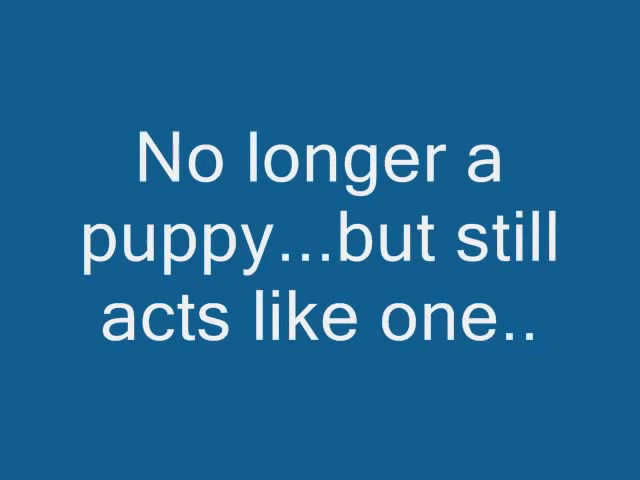 No longer a
puppy...but still
acts like one..